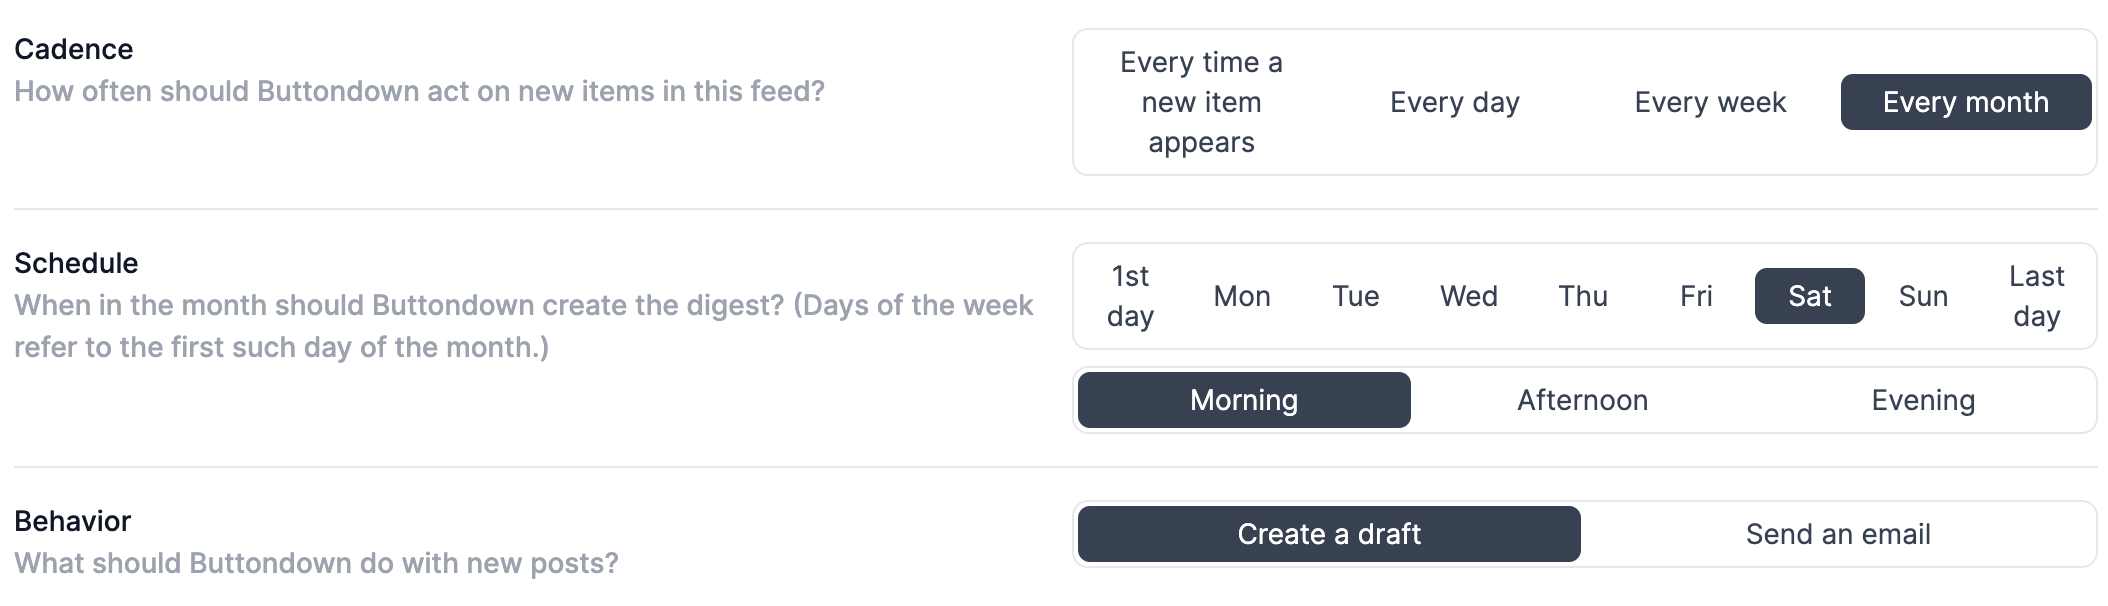 Cadence
How often should Buttondown act on new items in this feed?
Every time a
new item
appears
Every day
Every week
Every month
Schedule
When in the month should Buttondown create the digest? (Days of the week
refer to the first such day of the month.)
1st
day
Mon
Tue
Wed
Thu
Fri
Sat
Sun
Last
day
Morning
Afternoon
Evening
Behavior
What should Buttondown do with new posts?
Create a draft
Send an email